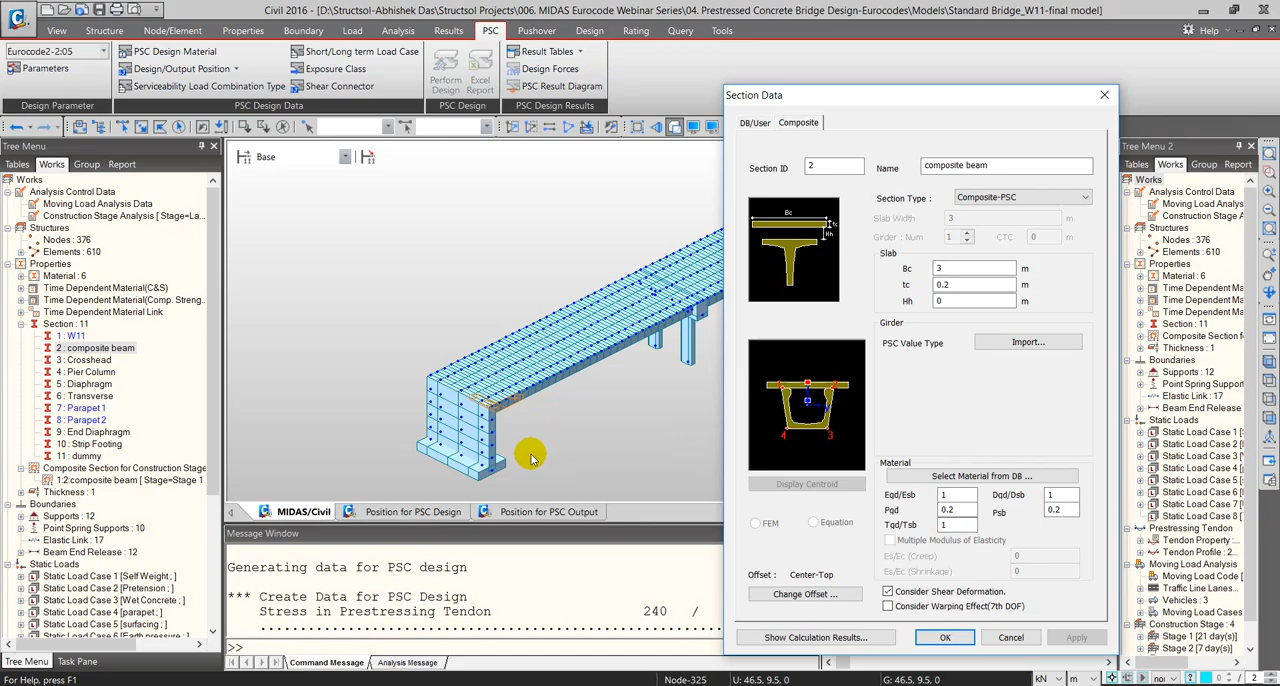 Civil 2016 - [D:\Structsol-Abhishek Das\Structsol Projects\006. MIDAS Eurocode Webinar Series\04. Prestressed Concrete Bridge Design-Eurocodes\Models\Standard Bridge_W11-final model]
View Structure Node/Element Properties Boundary Load Analysis Results PSC Pushover Design Rating Query Tools Help
Eurocode2-2:05 PSC Design Material Short/Long term Load Case Result Tables
Parameters Design/Output Position Exposure Class Design Forces
Serviceability Load Combination Type Shear Connector PSC Result Diagram
Perform Design Excel Report
Design Parameter PSC Design Data PSC Design PSC Design Results
Tree Menu
Tables Works Group Report
Works
Analysis Control Data
Moving Load Analysis Data
Construction Stage Analysis [ Stage=La...
Structures
Nodes : 376
Elements : 610
Properties
Material : 6
Time Dependent Material(C&S)
Time Dependent Material(Comp. Streng...
Time Dependent Material Link
Section : 11
1 : W11
2 : composite beam
3 : Crosshead
4 : Pier Column
5 : Diaphragm
6 : Transverse
7 : Parapet 1
8 : Parapet 2
9 : End Diaphragm
10 : Strip Footing
11 : dummy
Composite Section for Construction Stage
1:2:composite beam [ Stage=Stage 1
Thickness : 1
Boundaries
Supports : 12
Point Spring Supports : 10
Elastic Link : 17
Beam End Release : 12
Static Loads
Static Load Case 1 [Self Weight ; ]
Static Load Case 2 [Pretension ; ]
Static Load Case 3 [Wet Concrete ; ]
Static Load Case 4 [parapet ; ]
Static Load Case 5 [surfacing ; ]
Static Load Case 6 [Earth pressure ; ]
Tree Menu Task Pane
Base
MIDAS/Civil Position for PSC Design Position for PSC Output
Message Window
Generating data for PSC design
*** Create Data for PSC Design
Stress in Prestressing Tendon 240 /
>>
Command Message Analysis Message
Section Data
DB/User Composite
Section ID 2 Name composite beam
Section Type : Composite-PSC
Slab Width 3 m
Girder : Num 1 CTC 0 m
Bc
tc
Hh
Slab
Bc 3 m
tc 0.2 m
Hh 0 m
Girder
PSC Value Type Import...
1 2
4 3
Display Centroid
FEM Equation
Material
Select Material from DB ...
Egd/Esb 1 Dgd/Dsb 1
Pgd 0.2 Psb 0.2
Tgd/Tsb 1
Multiple Modulus of Elasticity
Es/Ec (Creep) 0
Es/Ec (Shrinkage) 0
Offset : Center-Top
Change Offset ...
Consider Shear Deformation.
Consider Warping Effect(7th DOF)
Show Calculation Results... OK Cancel Apply
Tree Menu 2
Tables Works Group Report
Works
Analysis Control Data
Moving Load
Construction S
Structures
Nodes : 376
Elements : 610
Properties
Material : 6
Time Dependent Ma
Time Dependent Ma
Time Dependent Ma
Section : 11
Composite Section f
Thickness : 1
Boundaries
Supports : 12
Point Spring Suppor
Elastic Link : 17
Beam End Release :
Static Loads
Static Load Case 1 [
Static Load Case 2 [
Static Load Case 3 [
Static Load Case 4 [
Static Load Case 5 [
Static Load Case 6 [
Static Load Case 7 [
Static Load Case 8 [
Prestressing Tendon
Tendon Property :
Tendon Profile : 2...
Moving Load Analysis
Moving Load Code [
Traffic Line Lanes...
Vehicles : 3
Moving Load Cases
Construction Stage : 4
Stage 1 [21 day(s)]
Stage 2 [7 day(s)]
For Help, press F1 Node-325 U: 46.5, 9.5, 0 G: 46.5, 9.5, 0 kN m noi ? / 2